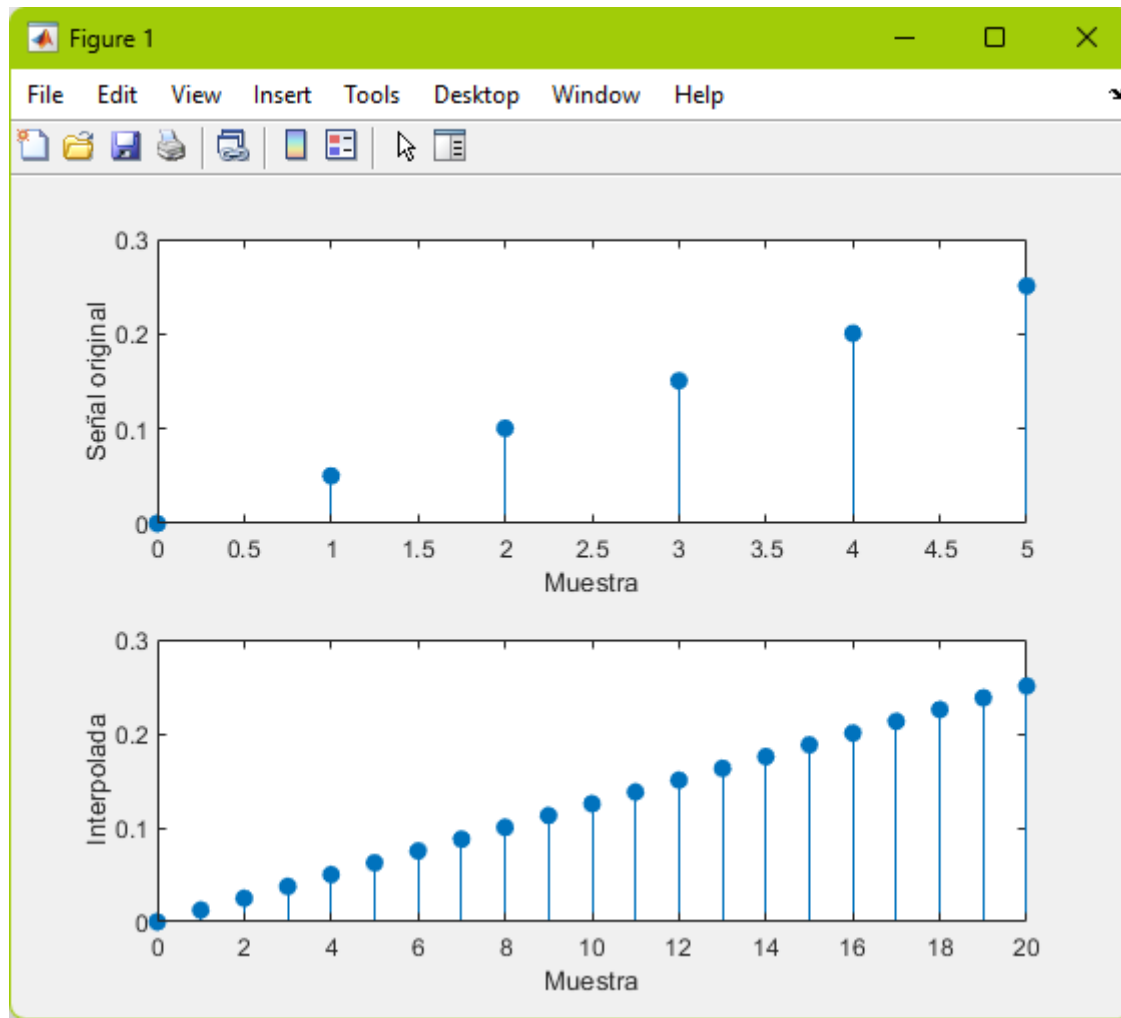 Figure 1
File Edit View Insert Tools Desktop Window Help
0.3
0.2
0.1
0
Señal original
0 0.5 1 1.5 2 2.5 3 3.5 4 4.5 5
Muestra
0.3
0.2
0.1
0
Interpolada
0 2 4 6 8 10 12 14 16 18 20
Muestra